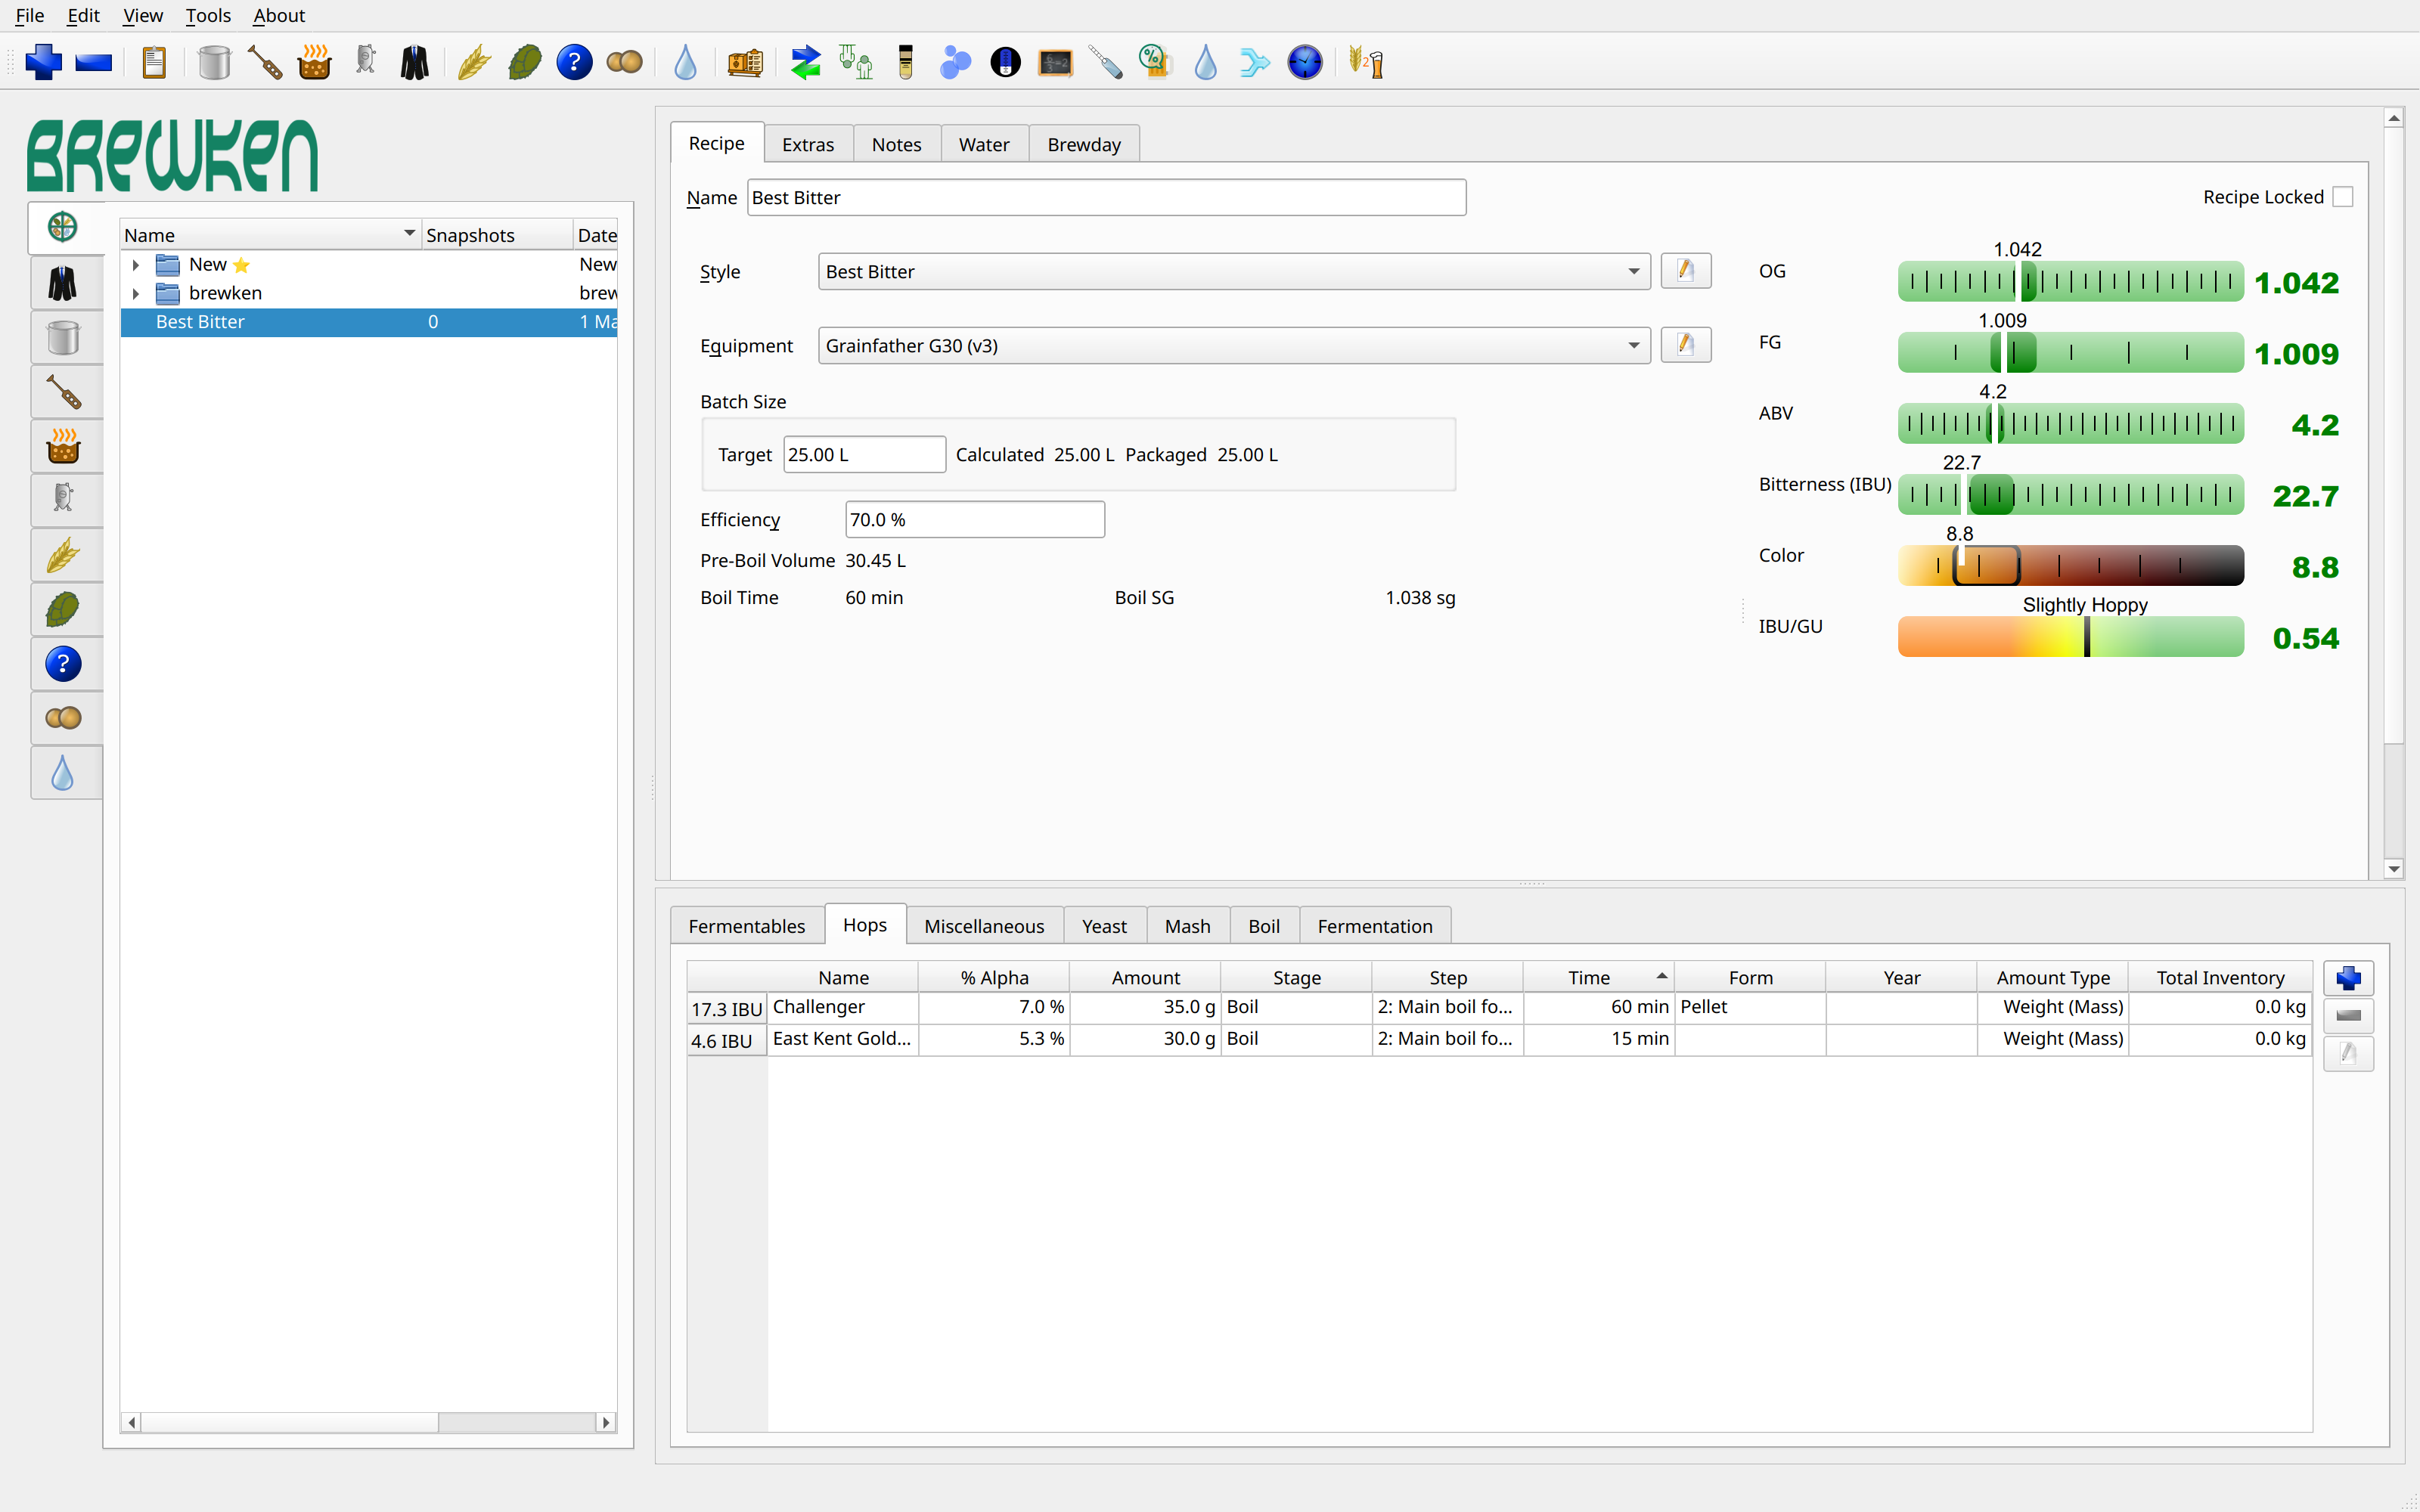 File Edit View Tools About
BREWKEN
Name Snapshots Date
New New
brewken brew
Best Bitter 0 1 Ma
Recipe Extras Notes Water Brewday
Name Best Bitter Recipe Locked
Style Best Bitter
Equipment Grainfather G30 (v3)
Batch Size
Target 25.00 L Calculated 25.00 L Packaged 25.00 L
Efficiency 70.0 %
Pre-Boil Volume 30.45 L
Boil Time 60 min Boil SG 1.038 sg
1.042
OG 1.042
1.009
FG 1.009
4.2
ABV 4.2
22.7
Bitterness (IBU) 22.7
8.8
Color 8.8
Slightly Hoppy
IBU/GU 0.54
Fermentables Hops Miscellaneous Yeast Mash Boil Fermentation
Name % Alpha Amount Stage Step Time Form Year Amount Type Total Inventory
17.3 IBU Challenger 7.0 % 35.0 g Boil 2: Main boil fo... 60 min Pellet Weight (Mass) 0.0 kg
4.6 IBU East Kent Gold... 5.3 % 30.0 g Boil 2: Main boil fo... 15 min Weight (Mass) 0.0 kg